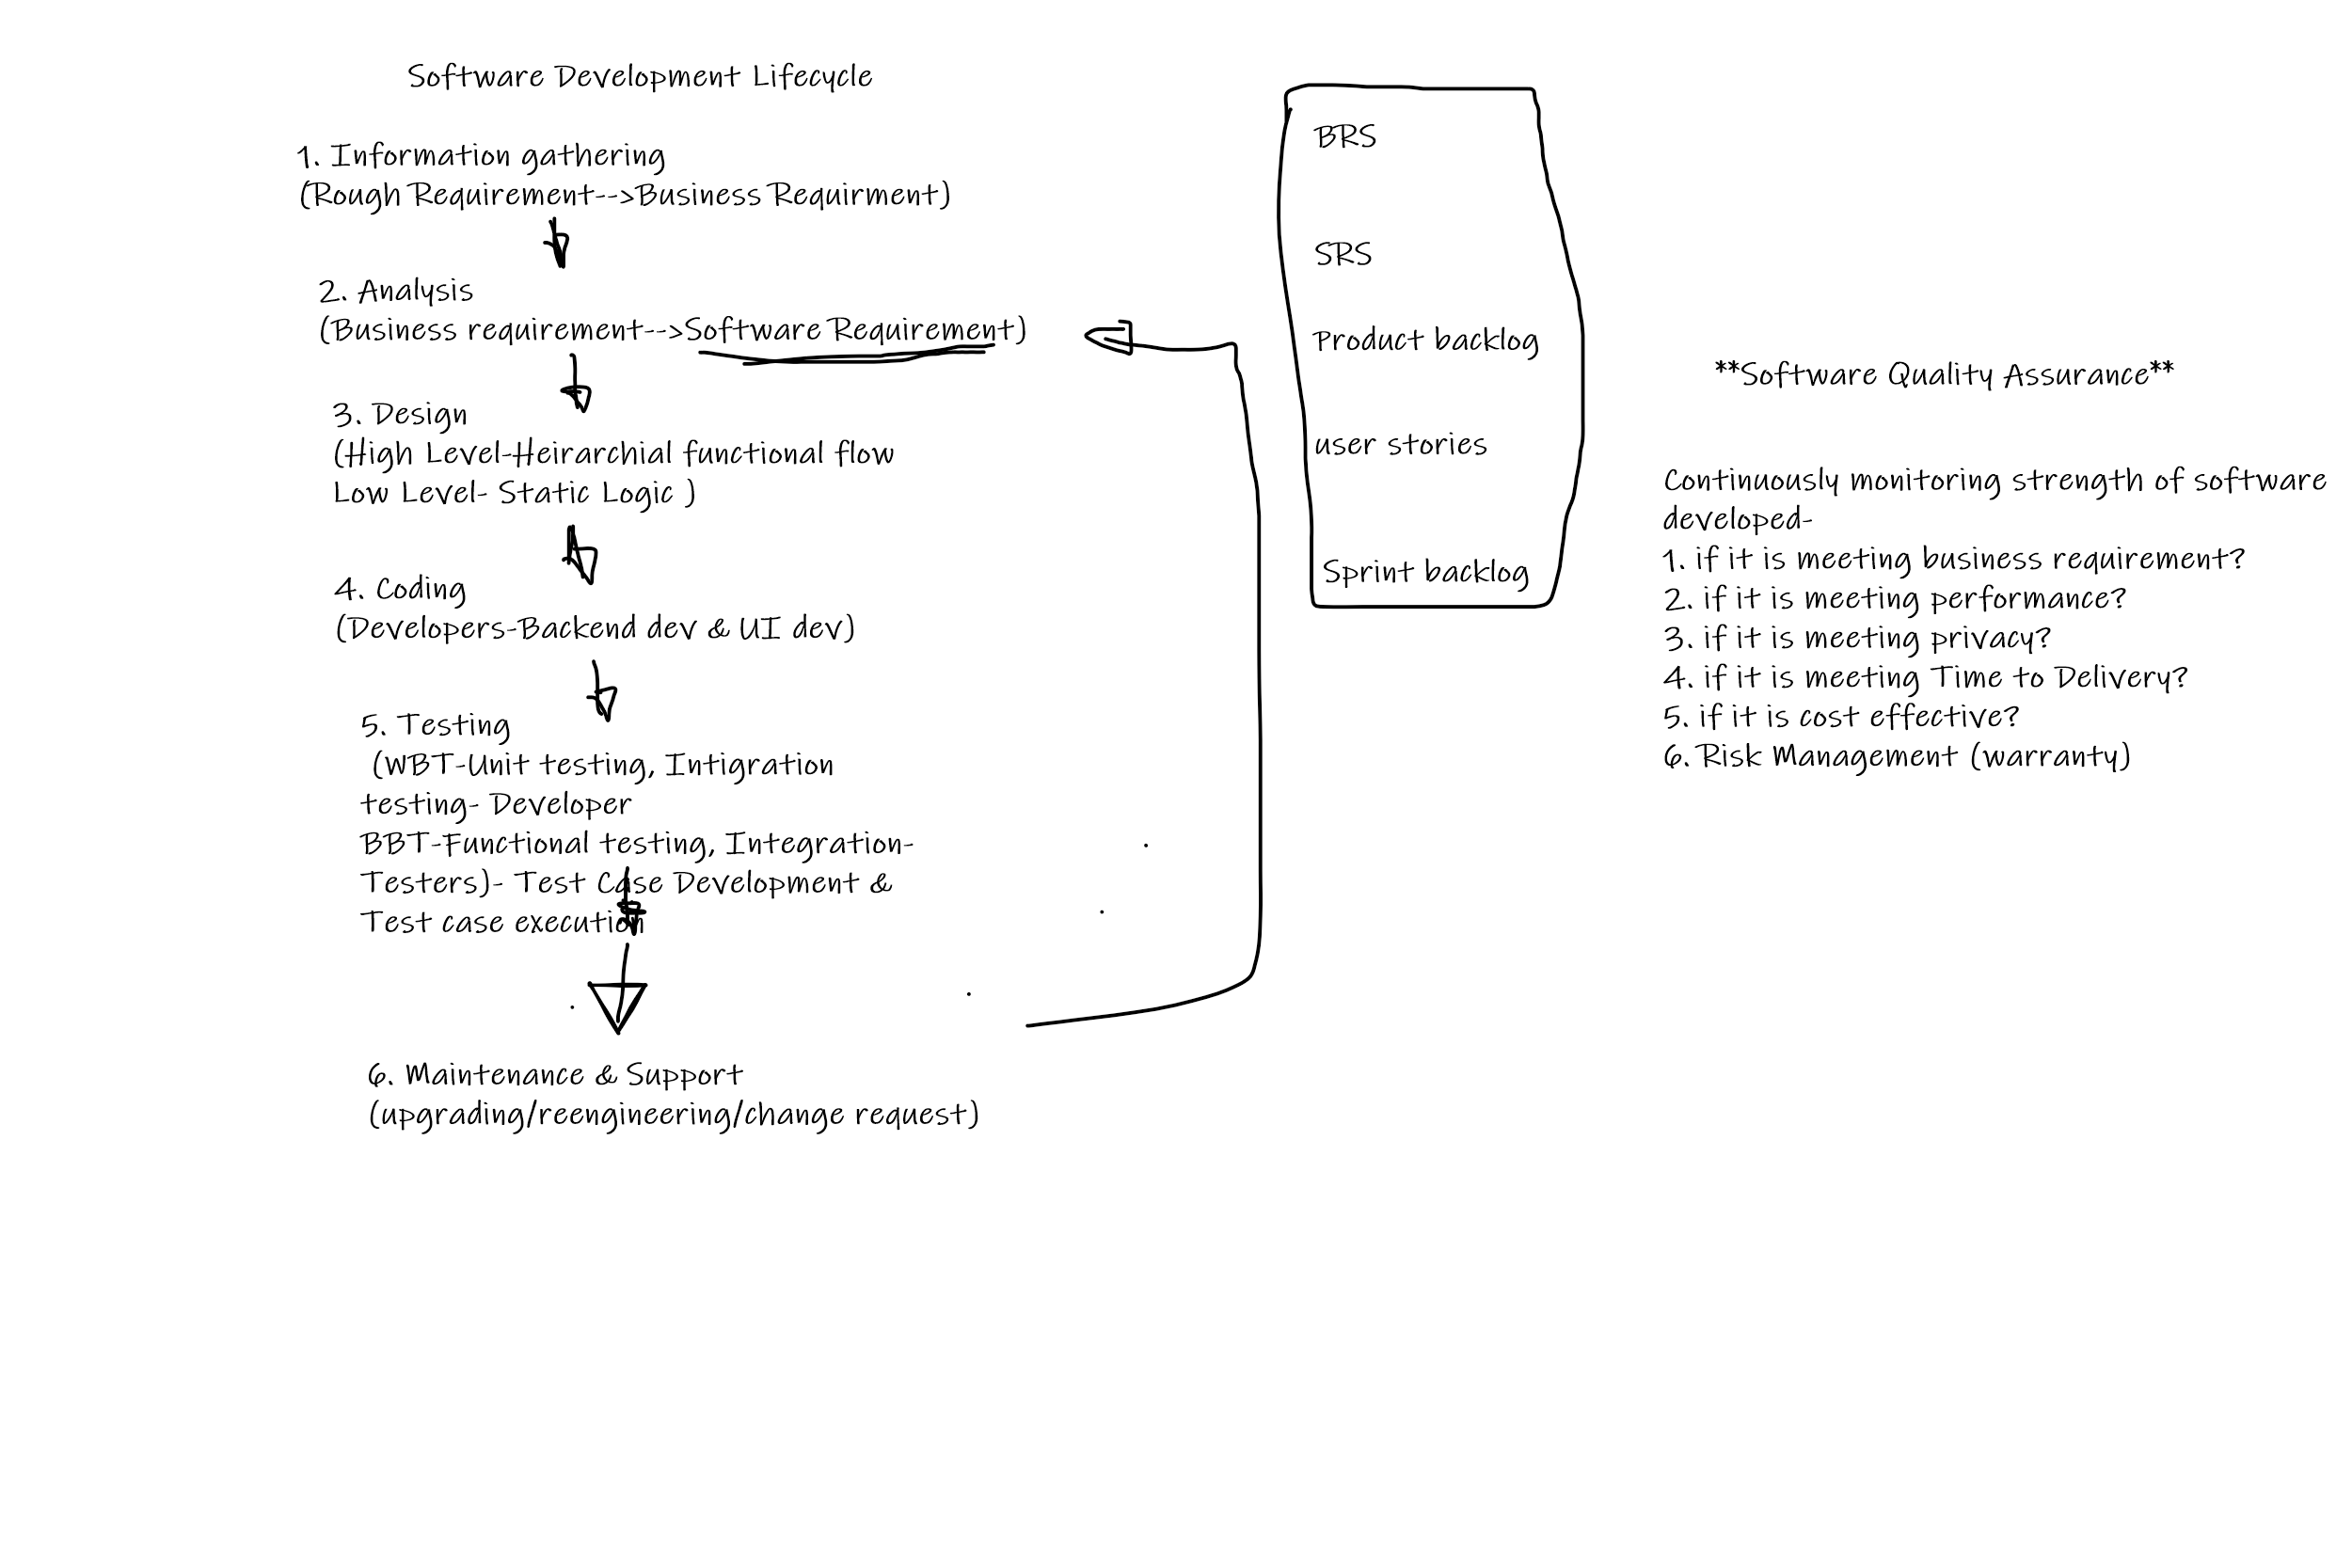 Software Development Lifecycle
1. Information gathering
(Rough Requirement-->Business Requirment)
2. Analysis
(Business requirement-->Software Requirement)
3. Design
(High Level-Heirarchial functional flow
Low Level- Static Logic )
4. Coding
(Developers-Backend dev & UI dev)
5. Testing
(WBT-Unit testing, Intigration
testing- Developer
BBT-Functional testing, Integration-
Testers)- Test Case Development &
Test case execution
6. Maintenance & Support
(upgrading/reengineering/change request)
BRS
SRS
Product backlog
user stories
Sprint backlog
**Software Quality Assurance**
Continuously monitoring strength of software
developed-
1. if it is meeting business requirement?
2. if it is meeting performance?
3. if it is meeting privacy?
4. if it is meeting Time to Delivery?
5. if it is cost effective?
6. Risk Management (warranty)